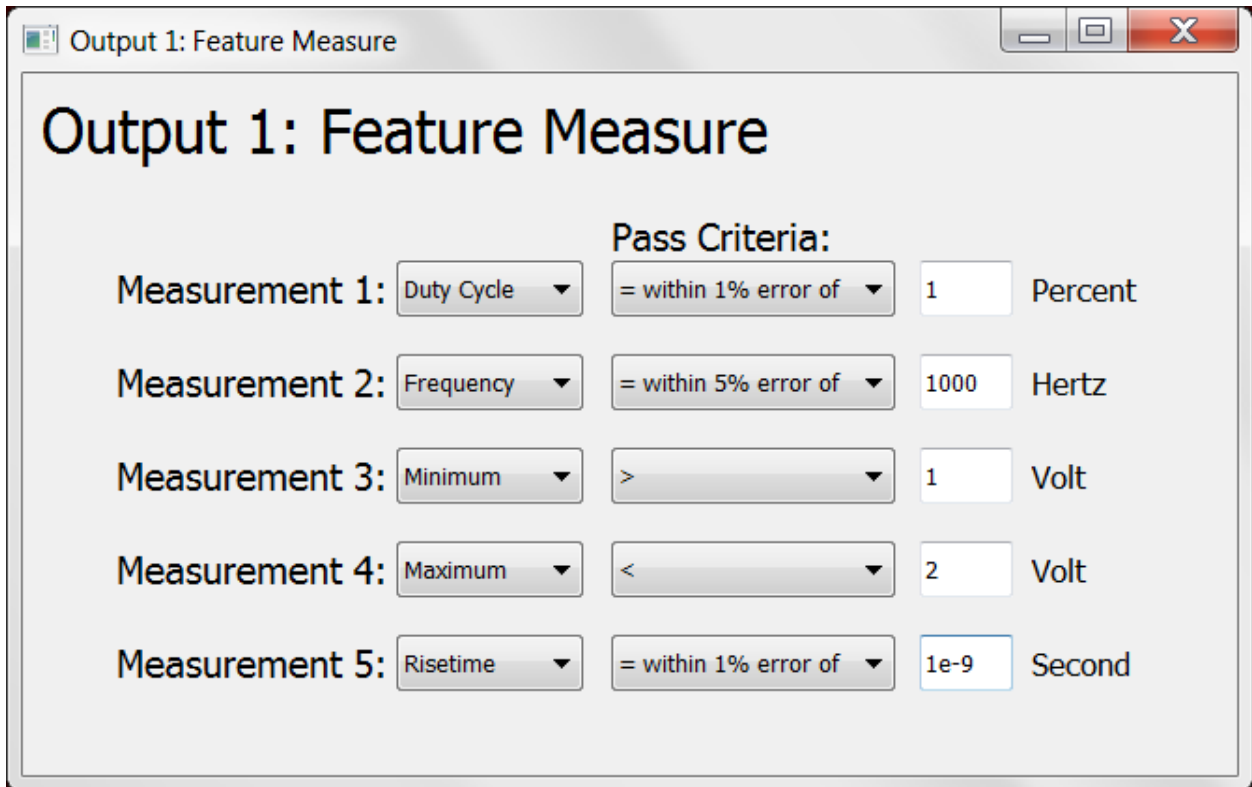 Output 1: Feature Measure
Output 1: Feature Measure
Pass Criteria:
Measurement 1: Duty Cycle = within 1% error of 1 Percent
Measurement 2: Frequency = within 5% error of 1000 Hertz
Measurement 3: Minimum > 1 Volt
Measurement 4: Maximum < 2 Volt
Measurement 5: Risetime = within 1% error of 1e-9 Second